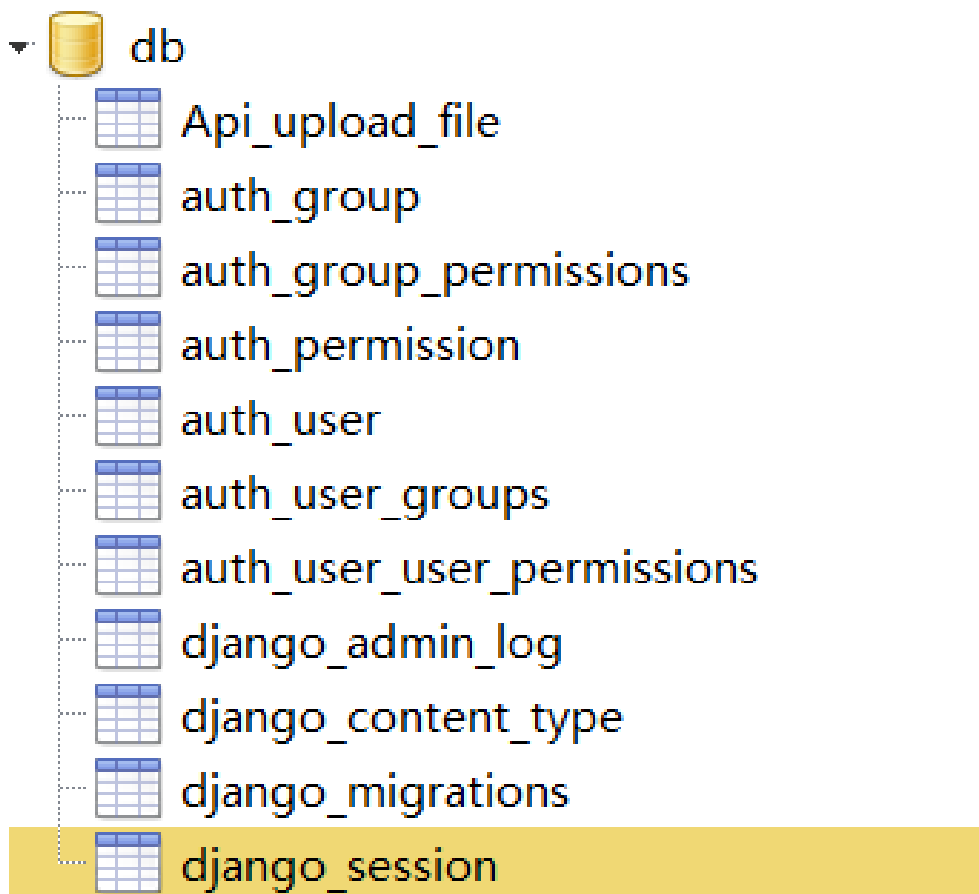 db
Api_upload_file
auth_group
auth_group_permissions
auth_permission
auth_user
auth_user_groups
auth_user_user_permissions
django_admin_log
django_content_type
django_migrations
django_session